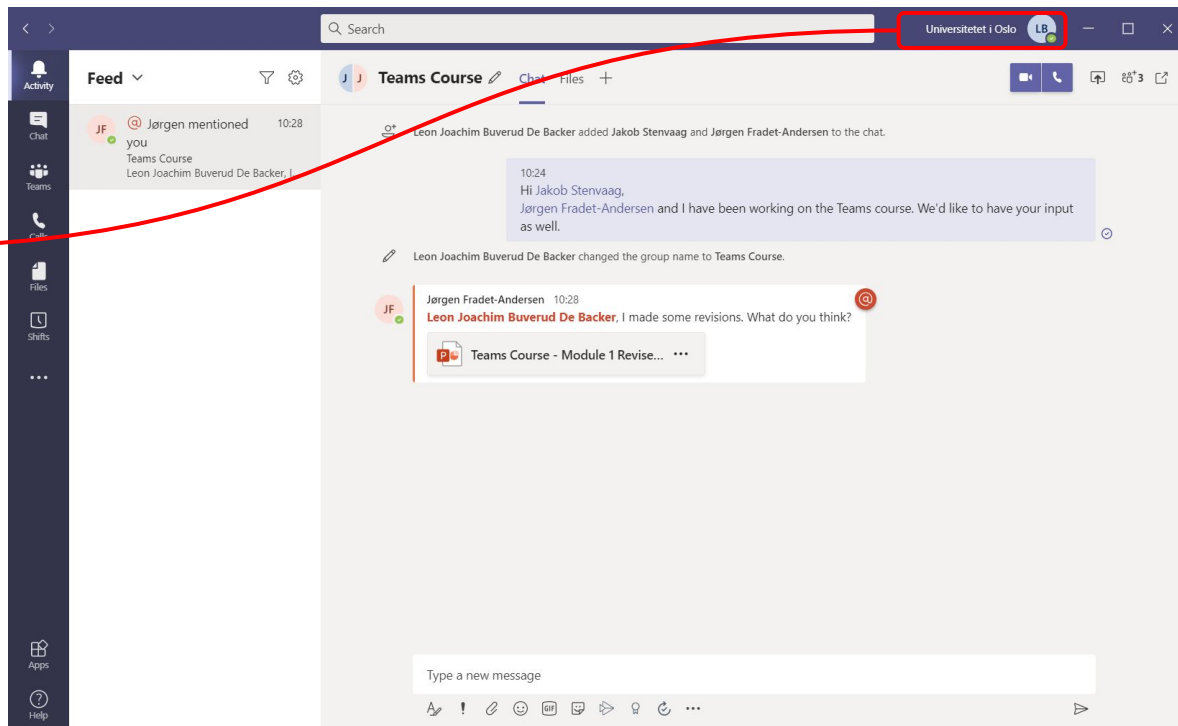 Search
Universitetet i Oslo
LB
Activity
Chat
Teams
Calls
Files
Shifts
Apps
Help
Feed
JF
@ Jørgen mentioned 10:28
you
Teams Course
Leon Joachim Buverud De Backer, J...
J J
Teams Course
Chat Files
3
Leon Joachim Buverud De Backer added Jakob Stenvaag and Jørgen Fradet-Andersen to the chat.
10:24
Hi Jakob Stenvaag,
Jørgen Fradet-Andersen and I have been working on the Teams course. We'd like to have your input
as well.
Leon Joachim Buverud De Backer changed the group name to Teams Course.
JF
Jørgen Fradet-Andersen 10:28
@
Leon Joachim Buverud De Backer, I made some revisions. What do you think?
P
Teams Course - Module 1 Revise... ···
Type a new message
GIF